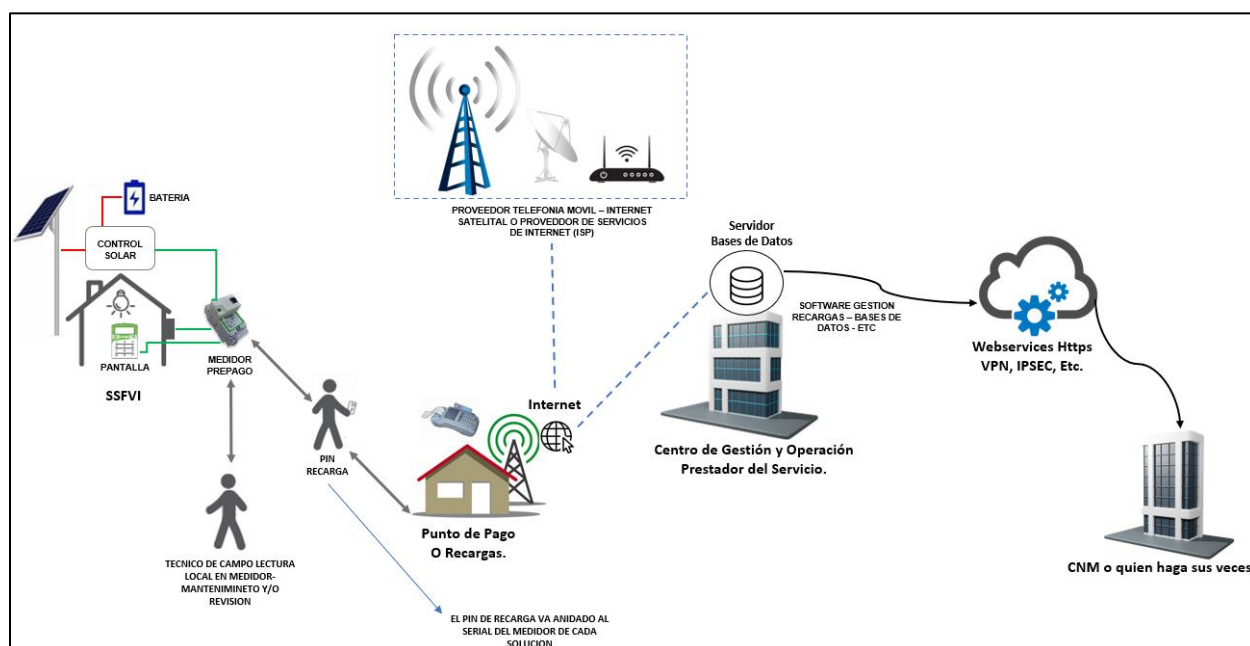 PROVEEDOR TELEFONIA MOVIL – INTERNET
SATELITAL O PROVEDDOR DE SERVICIOS
DE INTERNET (ISP)
BATERIA
CONTROL
SOLAR
PANTALLA
SSFVI
MEDIDOR
PREPAGO
PIN
RECARGA
TECNICO DE CAMPO LECTURA
LOCAL EN MEDIDOR-
MANTENIMINETO Y/O
REVISION
Internet
Punto de Pago
O Recargas.
EL PIN DE RECARGA VA ANIDADO AL
SERIAL DEL MEDIDOR DE CADA
SOLUCION
Servidor
Bases de Datos
SOFTWARE GESTION
RECARGAS – BASES DE
DATOS - ETC
Centro de Gestión y Operación
Prestador del Servicio.
Webservices Https
VPN, IPSEC, Etc.
CNM o quien haga sus veces